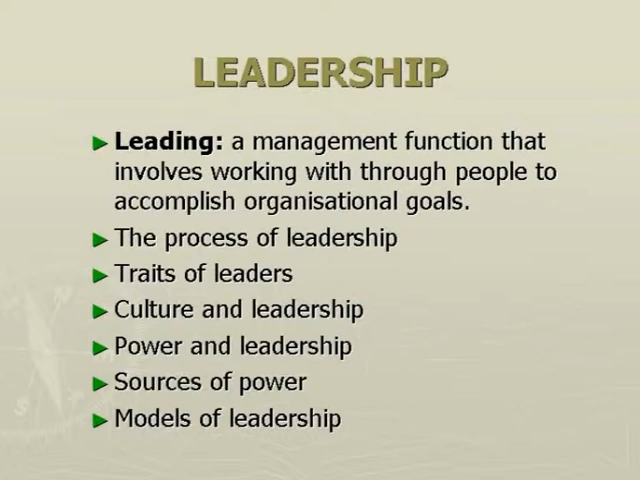 LEADERSHIP
► Leading: a management function that
involves working with through people to
accomplish organisational goals.
► The process of leadership
► Traits of leaders
► Culture and leadership
► Power and leadership
► Sources of power
► Models of leadership